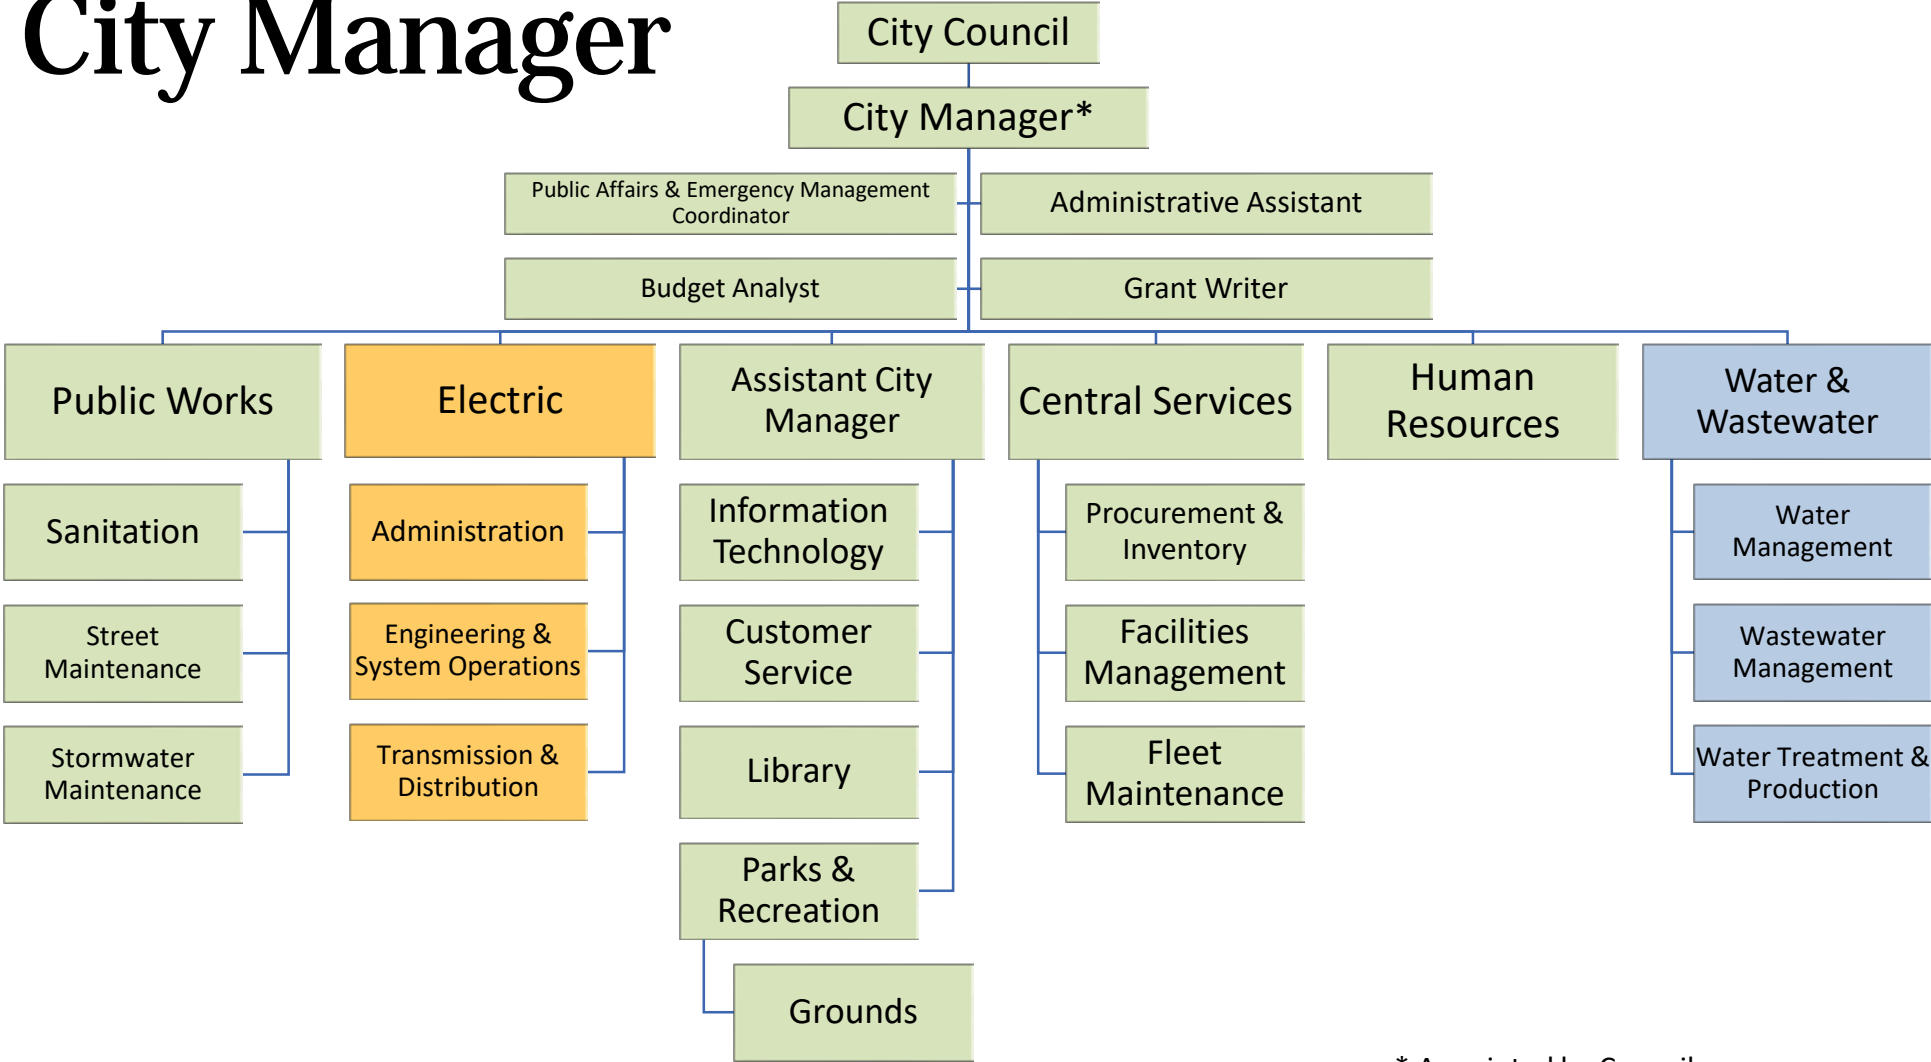 City Manager
City Council
City Manager*
Public Affairs & Emergency Management
Coordinator
Administrative Assistant
Budget Analyst
Grant Writer
Public Works
Electric
Assistant City
Manager
Central Services
Human
Resources
Water &
Wastewater
Sanitation
Street
Maintenance
Stormwater
Maintenance
Administration
Engineering &
System Operations
Transmission &
Distribution
Information
Technology
Customer
Service
Library
Parks &
Recreation
Grounds
Procurement &
Inventory
Facilities
Management
Fleet
Maintenance
Water
Management
Wastewater
Management
Water Treatment &
Production
* Appointed by Council